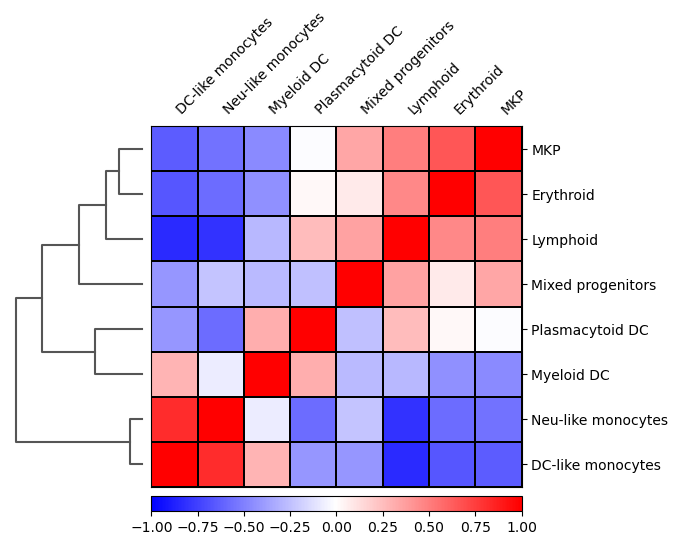 DC-like monocytes
Neu-like monocytes
Myeloid DC
Plasmacytoid DC
Mixed progenitors
Lymphoid
Erythroid
MKP
MKP
Erythroid
Lymphoid
Mixed progenitors
Plasmacytoid DC
Myeloid DC
Neu-like monocytes
DC-like monocytes
−1.00 −0.75 −0.50 −0.25 0.00 0.25 0.50 0.75 1.00